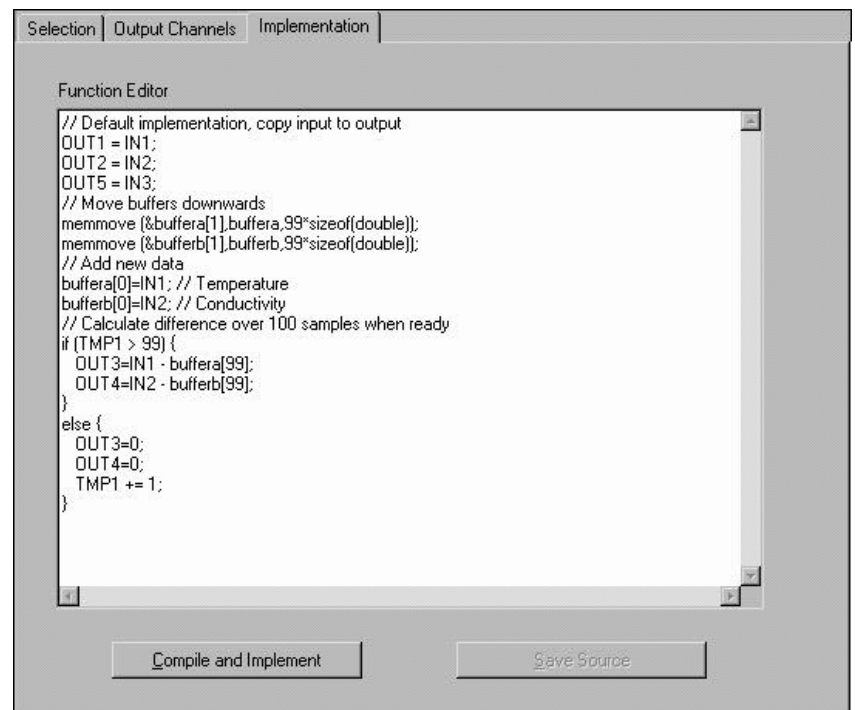 Selection Output Channels Implementation
Function Editor
// Default implementation, copy input to output
OUT1 = IN1;
OUT2 = IN2;
OUT5 = IN3;
// Move buffers downwards
memmove (&buffera[1],buffera,99*sizeof(double));
memmove (&bufferb[1],bufferb,99*sizeof(double));
// Add new data
buffera[0]=IN1; // Temperature
bufferb[0]=IN2; // Conductivity
// Calculate difference over 100 samples when ready
if (TMP1 > 99) {
OUT3=IN1 - buffera[99];
OUT4=IN2 - bufferb[99];
}
else {
OUT3=0;
OUT4=0;
TMP1 += 1;
}
Compile and Implement Save Source